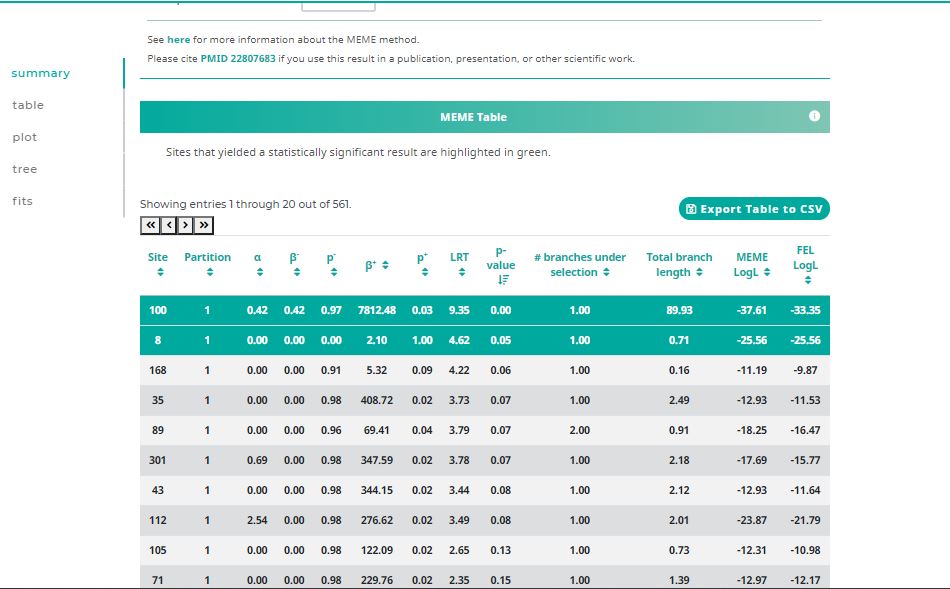 See here for more information about the MEME method.
Please cite PMID 22807683 if you use this result in a publication, presentation, or other scientific work.
summary
table
plot
tree
fits
MEME Table
Sites that yielded a statistically significant result are highlighted in green.
Showing entries 1 through 20 out of 561.
« ‹ › »
Export Table to CSV
Site Partition α β⁻ p⁻ β⁺ p⁺ LRT p-value # branches under selection Total branch length MEME LogL FEL LogL
100 1 0.42 0.42 0.97 7812.48 0.03 9.35 0.00 1.00 89.93 -37.61 -33.35
8 1 0.00 0.00 0.00 2.10 1.00 4.62 0.05 1.00 0.71 -25.56 -25.56
168 1 0.00 0.00 0.91 5.32 0.09 4.22 0.06 1.00 0.16 -11.19 -9.87
35 1 0.00 0.00 0.98 408.72 0.02 3.73 0.07 1.00 2.49 -12.93 -11.53
89 1 0.00 0.00 0.96 69.41 0.04 3.79 0.07 2.00 0.91 -18.25 -16.47
301 1 0.69 0.00 0.98 347.59 0.02 3.78 0.07 1.00 2.18 -17.69 -15.77
43 1 0.00 0.00 0.98 344.15 0.02 3.44 0.08 1.00 2.12 -12.93 -11.64
112 1 2.54 0.00 0.98 276.62 0.02 3.49 0.08 1.00 2.01 -23.87 -21.79
105 1 0.00 0.00 0.98 122.09 0.02 2.65 0.13 1.00 0.73 -12.31 -10.98
71 1 0.00 0.00 0.98 229.76 0.02 2.35 0.15 1.00 1.39 -12.97 -12.17